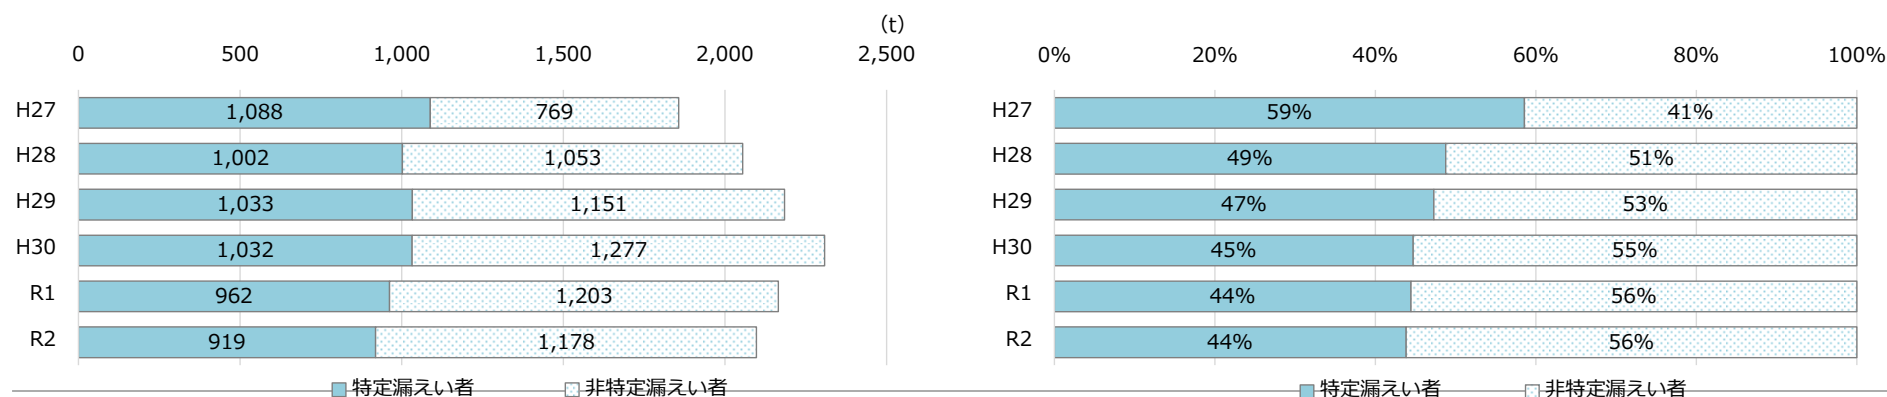 (t)
0 500 1,000 1,500 2,000 2,500
H27 1,088 769
H28 1,002 1,053
H29 1,033 1,151
H30 1,032 1,277
R1 962 1,203
R2 919 1,178
特定漏えい者 非特定漏えい者
0% 20% 40% 60% 80% 100%
H27 59% 41%
H28 49% 51%
H29 47% 53%
H30 45% 55%
R1 44% 56%
R2 44% 56%
特定漏えい者 非特定漏えい者